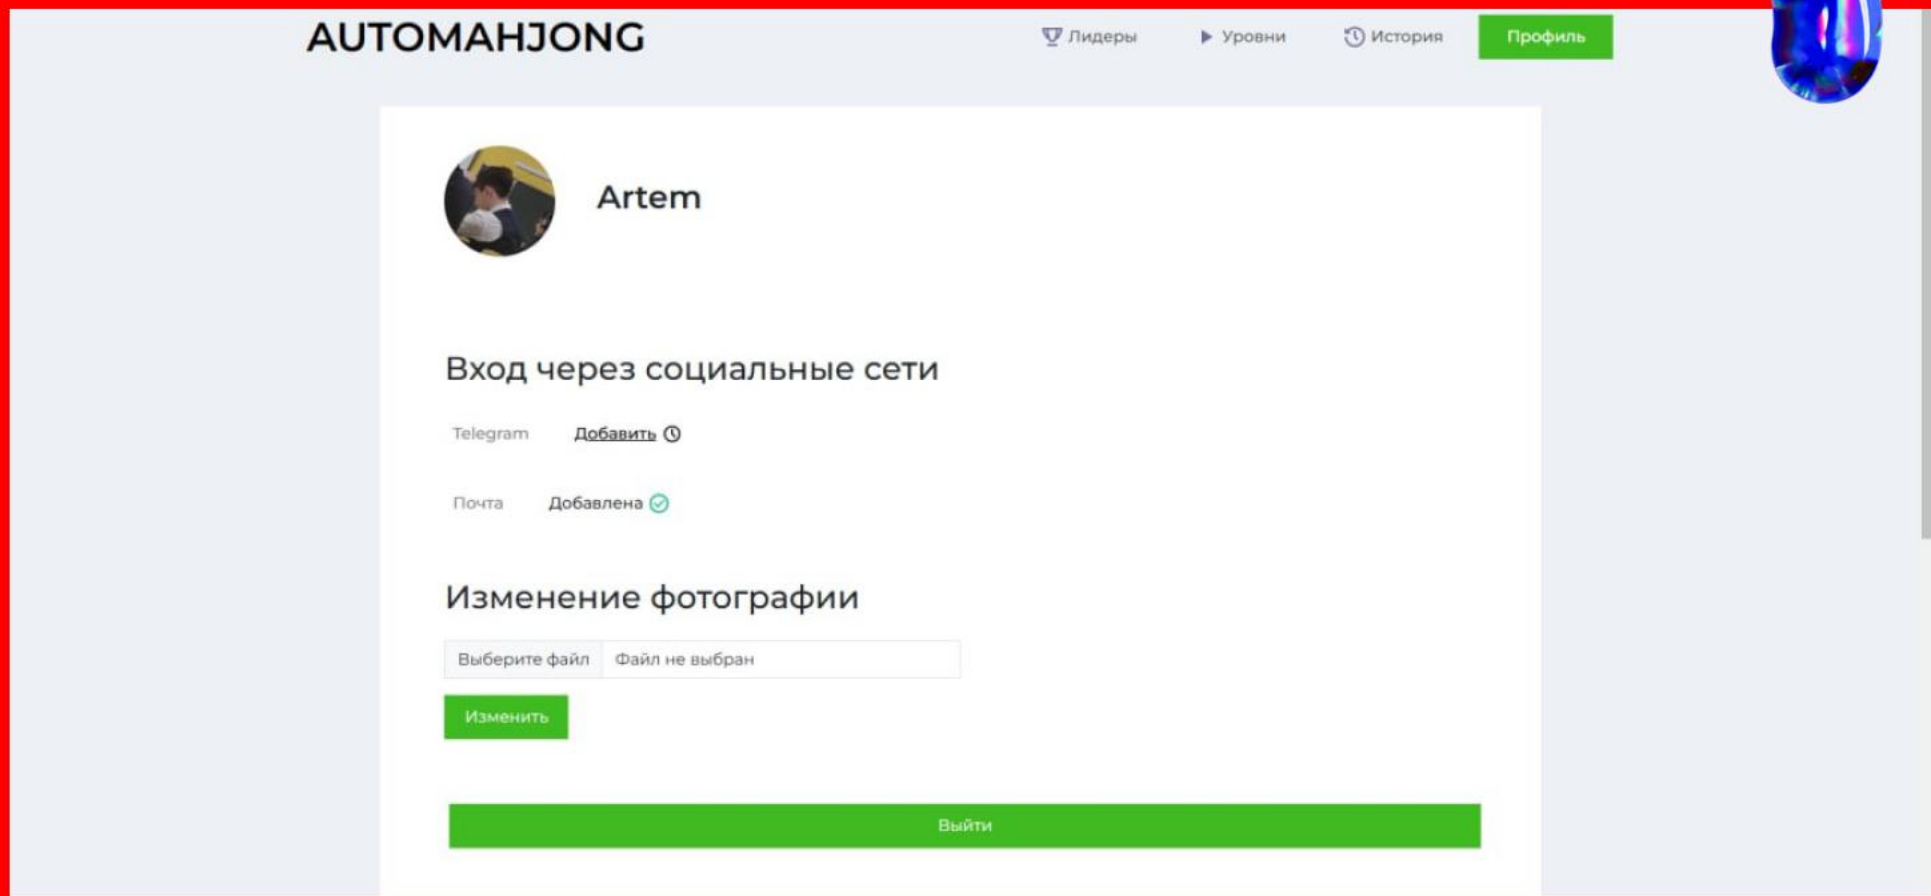 AUTOMAHJONG
Лидеры
Уровни
История
Профиль
Artem
Вход через социальные сети
Telegram Добавить
Почта Добавлена
Изменение фотографии
Выберите файл Файл не выбран
Изменить
Выйти